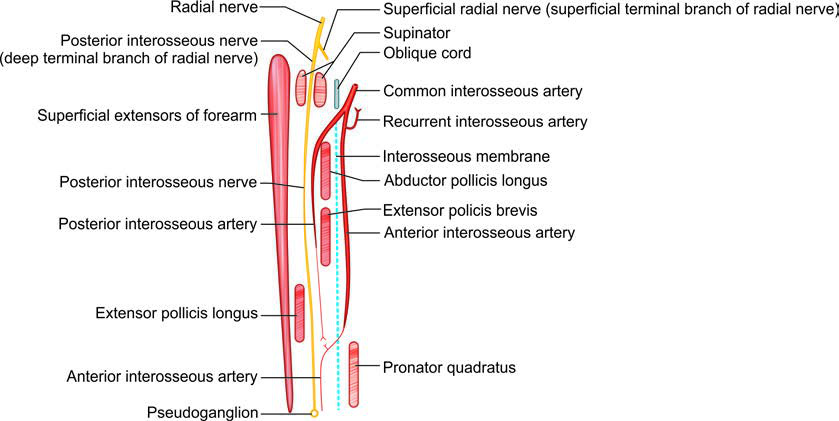 Radial nerve
Posterior interosseous nerve
(deep terminal branch of radial nerve)
Superficial extensors of forearm
Posterior interosseous nerve
Posterior interosseous artery
Extensor pollicis longus
Anterior interosseous artery
Pseudoganglion
Superficial radial nerve (superficial terminal branch of radial nerve)
Supinator
Oblique cord
Common interosseous artery
Recurrent interosseous artery
Interosseous membrane
Abductor pollicis longus
Extensor policis brevis
Anterior interosseous artery
Pronator quadratus